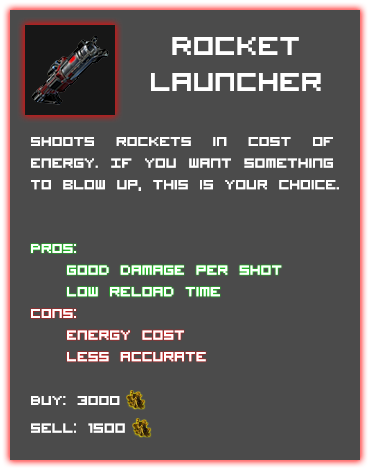 ROCKET
LAUNCHER
SHOOTS ROCKETS IN COST OF
ENERGY. IF YOU WANT SOMETHING
TO BLOW UP, THIS IS YOUR CHOICE.
PROS:
GOOD DAMAGE PER SHOT
LOW RELOAD TIME
CONS:
ENERGY COST
LESS ACCURATE
BUY: 3000
SELL: 1500